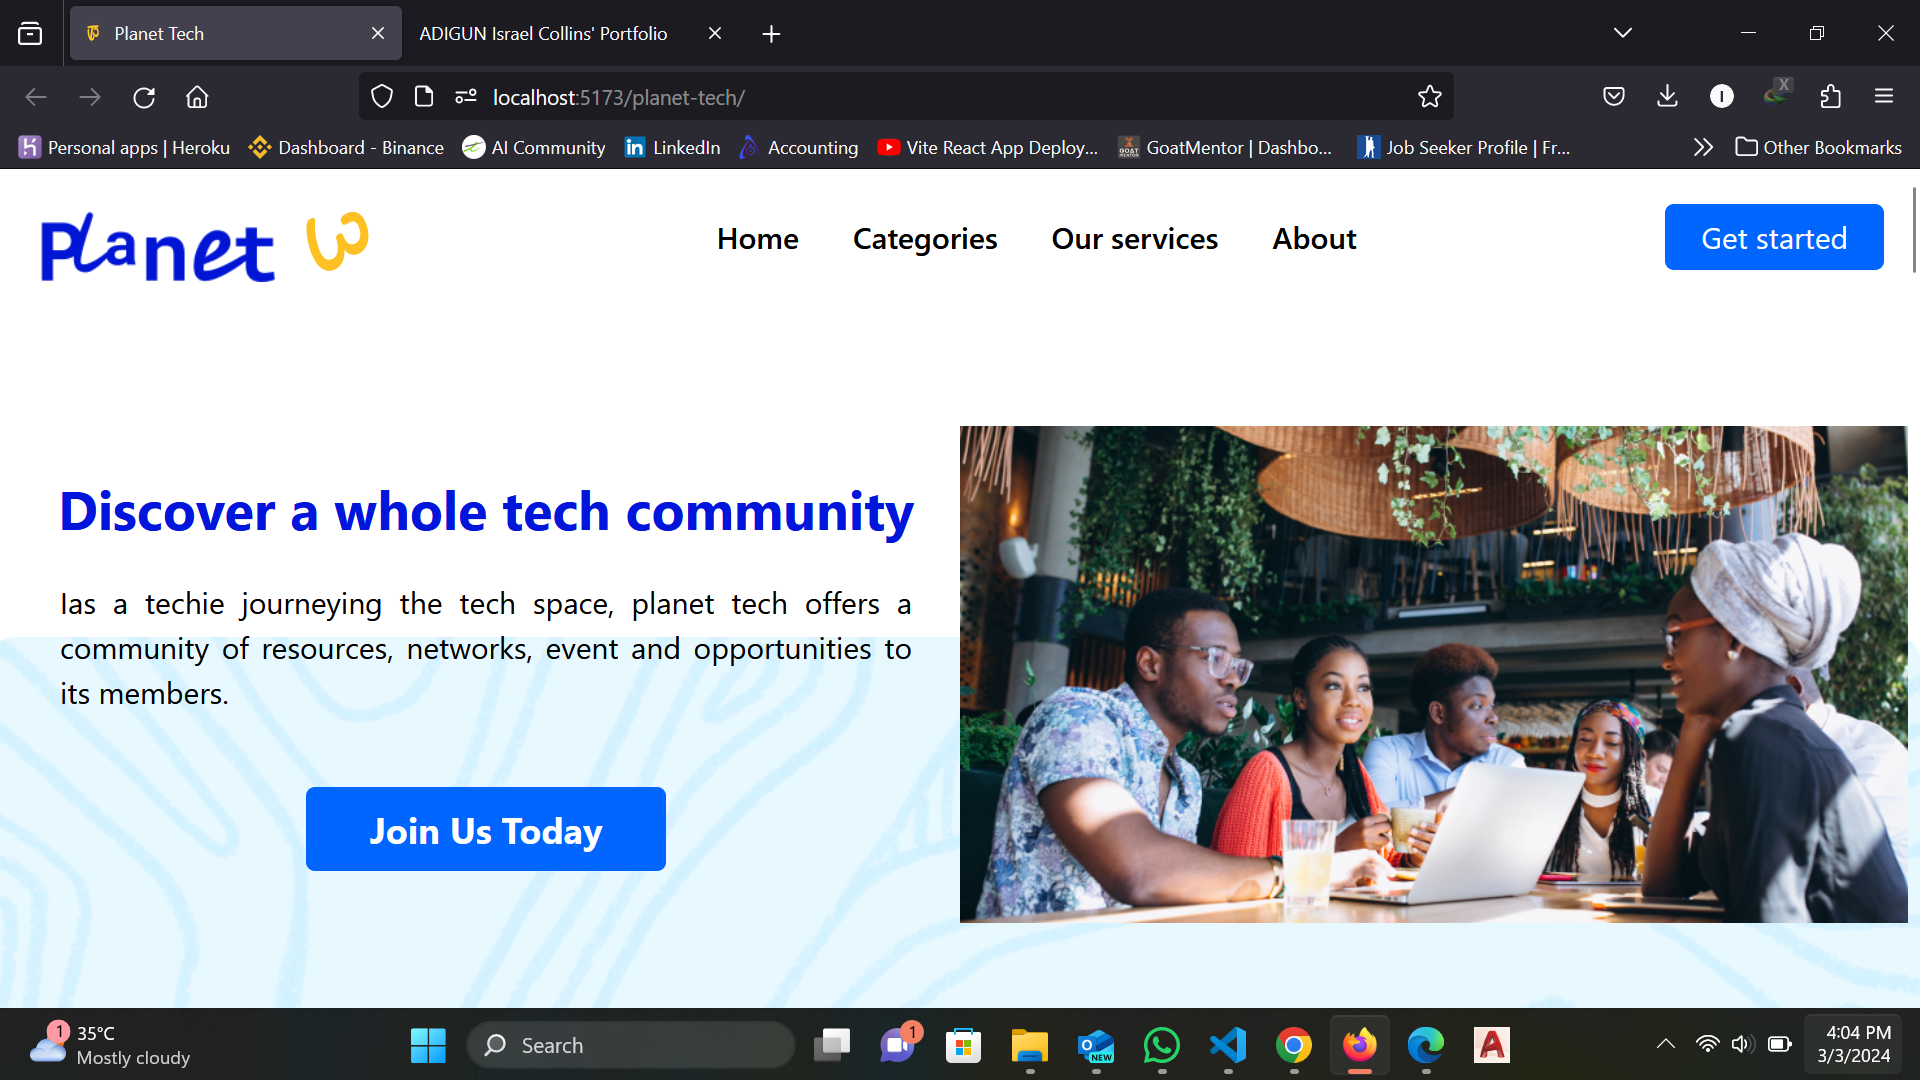 Planet Tech
ADIGUN Israel Collins' Portfolio
localhost:5173/planet-tech/
Personal apps | Heroku
Dashboard - Binance
AI Community
LinkedIn
Accounting
Vite React App Deploy...
GoatMentor | Dashbo...
Job Seeker Profile | Fr...
Other Bookmarks
Planet
Home
Categories
Our services
About
Get started
Discover a whole tech community
Ias a techie journeying the tech space, planet tech offers a
community of resources, networks, event and opportunities to
its members.
Join Us Today
1
35°C
Mostly cloudy
Search
1
NEW
4:04 PM
3/3/2024